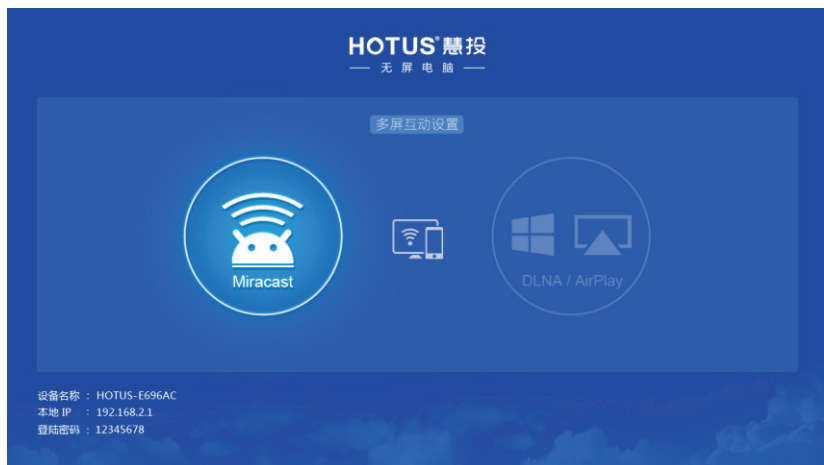 HOTUS®慧投
无屏电脑
多屏互动设置
Miracast
DLNA / AirPlay
设备名称 : HOTUS-E696AC
本地 IP : 192.168.2.1
登陆密码 : 12345678